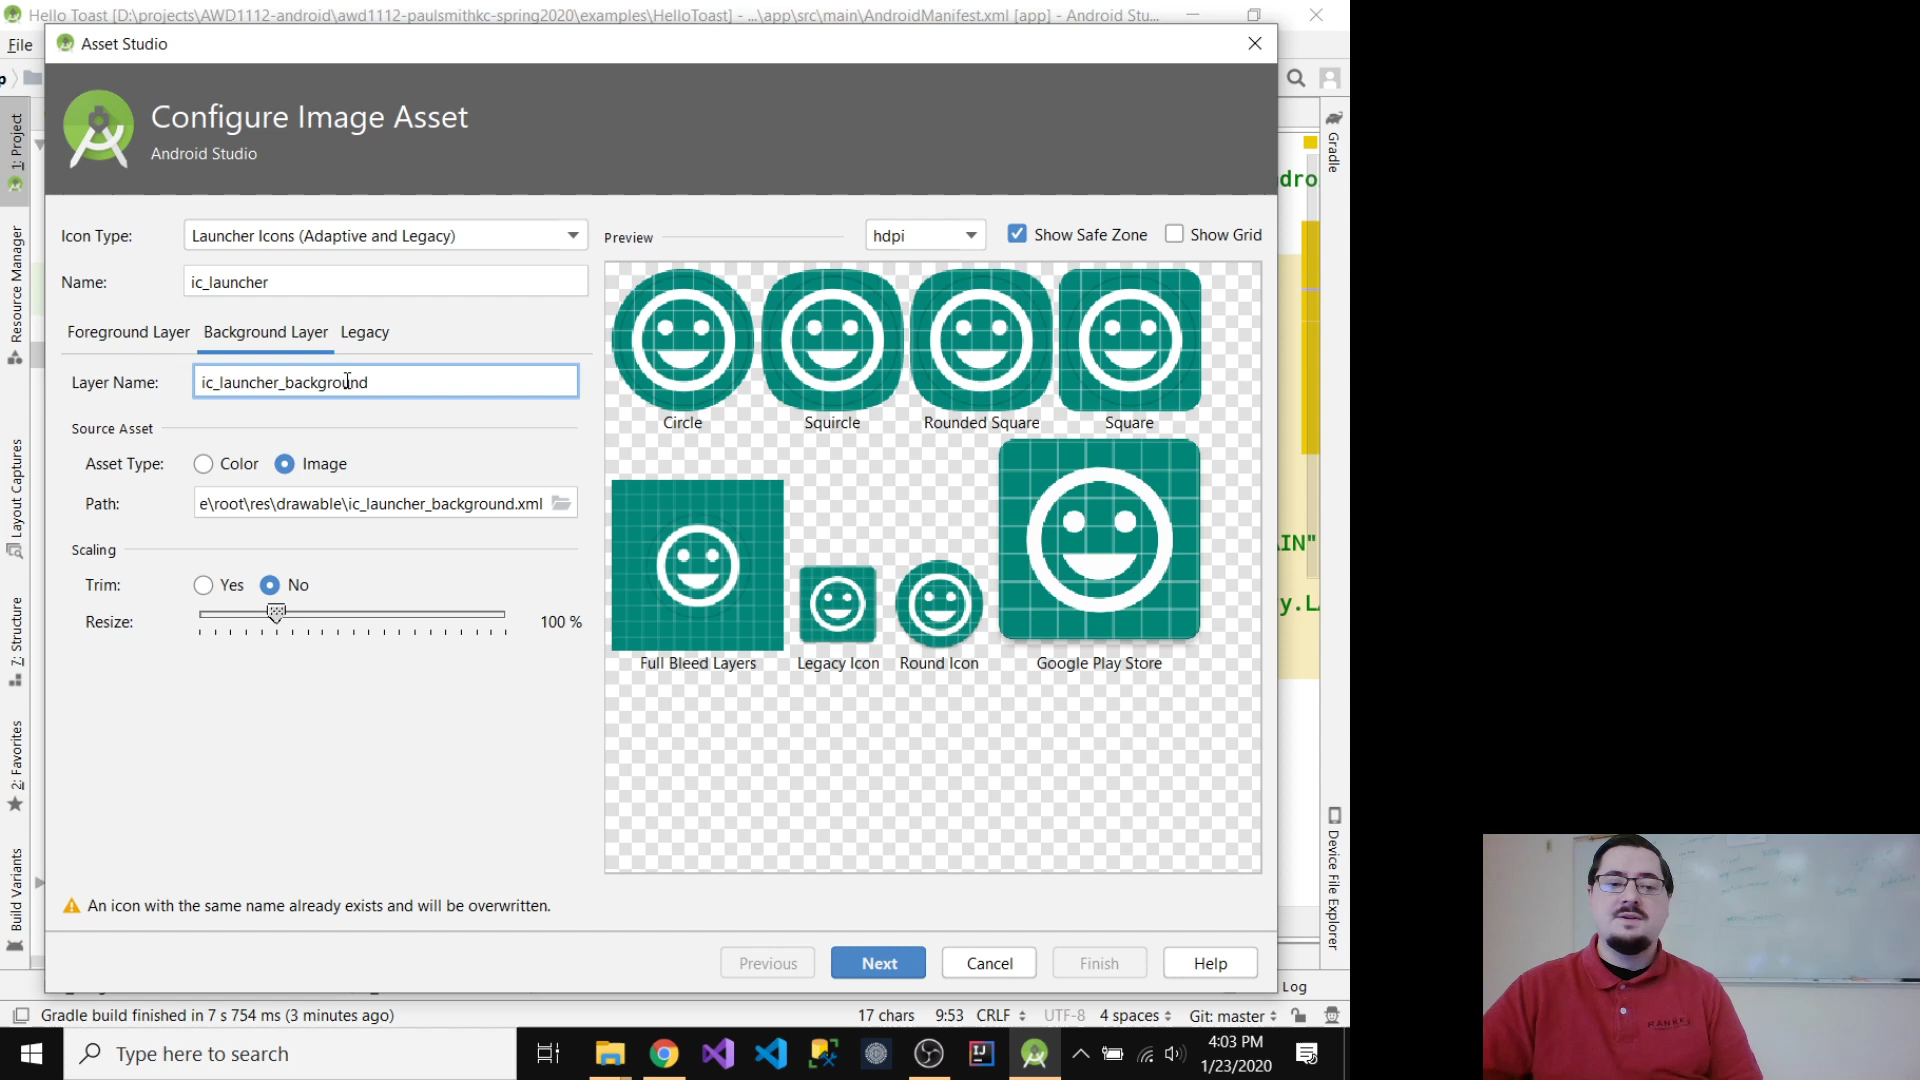 Hello Toast [D:\projects\AWD1112-android\awd1112-paulsmithkc-spring2020\examples\HelloToast] - ...\app\src\main\AndroidManifest.xml [app] - Android Stu...
File
Asset Studio
Configure Image Asset
Android Studio
1: Project
Resource Manager
Layout Captures
7: Structure
2: Favorites
Build Variants
Icon Type:
Launcher Icons (Adaptive and Legacy)
Name:
ic_launcher
Foreground Layer Background Layer Legacy
Layer Name:
ic_launcher_background
Source Asset
Asset Type:
Color
Image
Path:
e\root\res\drawable\ic_launcher_background.xml
Scaling
Trim:
Yes
No
Resize:
100 %
Preview
hdpi
Show Safe Zone
Show Grid
Circle
Squircle
Rounded Square
Square
Full Bleed Layers
Legacy Icon
Round Icon
Google Play Store
An icon with the same name already exists and will be overwritten.
Previous
Next
Cancel
Finish
Help
Gradle
dro
IN"
y.L
Device File Explorer
Log
Gradle build finished in 7 s 754 ms (3 minutes ago)
17 chars 9:53 CRLF UTF-8 4 spaces Git: master
Type here to search
4:03 PM
1/23/2020